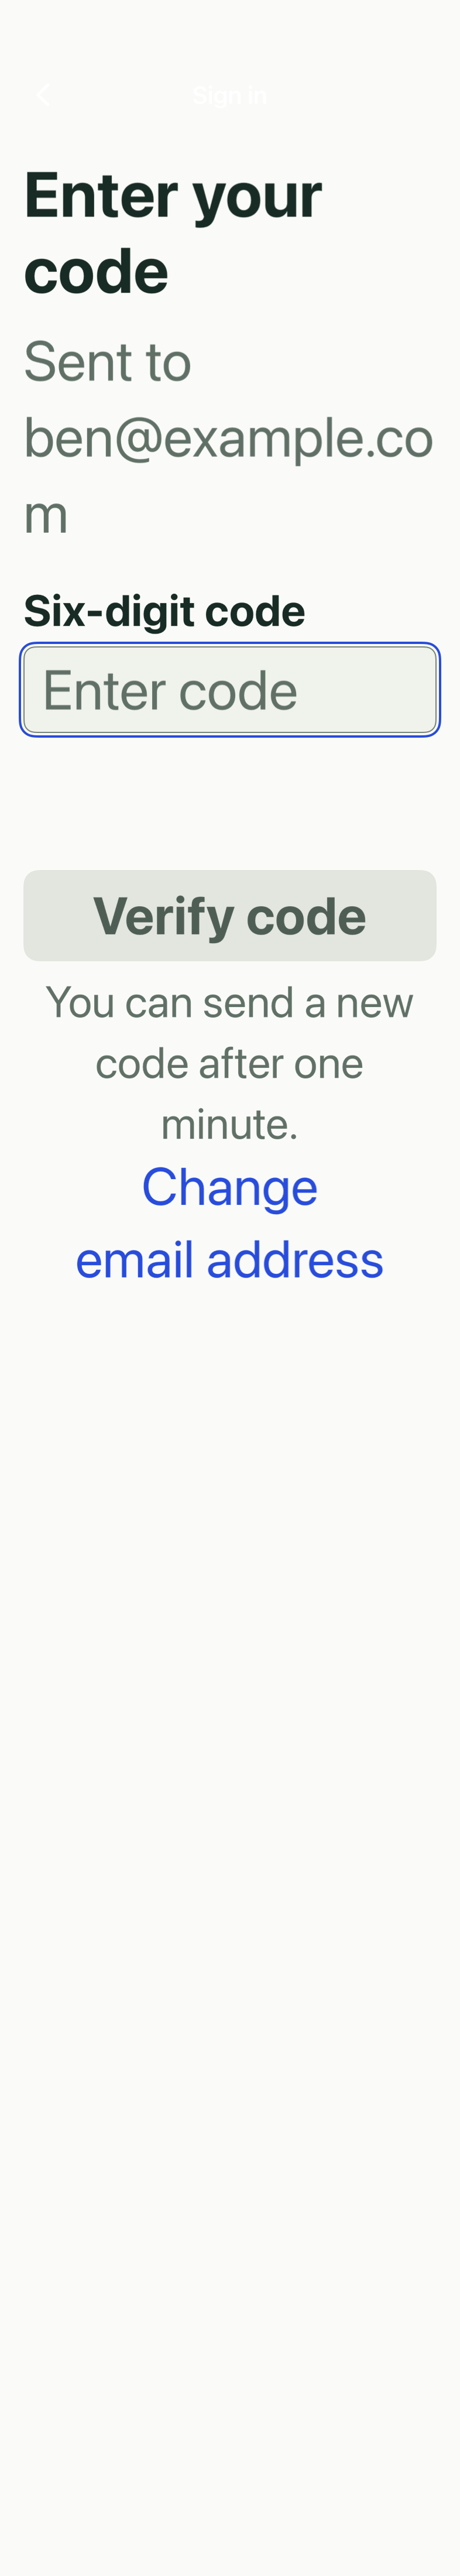 Sign in
Enter your
code
Sent to
ben@example.co
m
Six-digit code
Enter code
Verify code
You can send a new
code after one
minute.
Change
email address